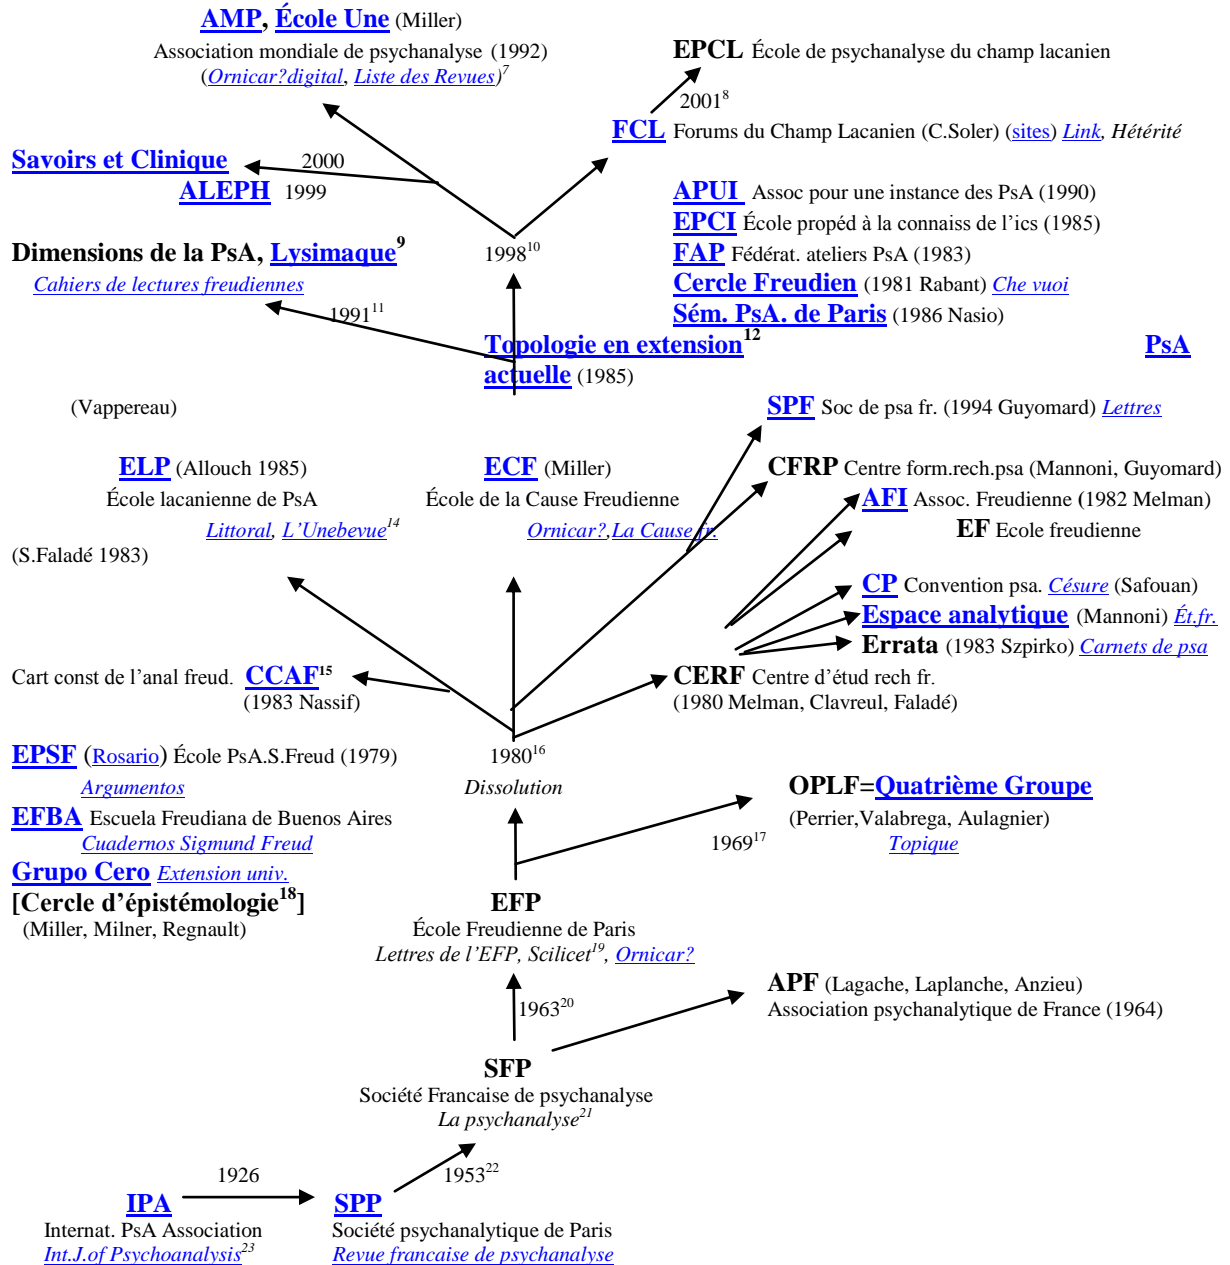 AMP, École Une (Miller)
Association mondiale de psychanalyse (1992)
(Ornicar?digital, Liste des Revues)7
EPCL École de psychanalyse du champ lacanien
20018
FCL Forums du Champ Lacanien (C.Soler) (sites) Link, Hétérité
Savoirs et Clinique
2000
ALEPH 1999
APUI Assoc pour une instance des PsA (1990)
EPCI École propéd à la connaiss de l'ics (1985)
FAP Fédérat. ateliers PsA (1983)
Cercle Freudien (1981 Rabant) Che vuoi
Sém. PsA. de Paris (1986 Nasio)
Dimensions de la PsA, Lysimaque9
Cahiers de lectures freudiennes
199810
199111
Topologie en extension12
PsA
actuelle (1985)
(Vappereau)
SPF Soc de psa fr. (1994 Guyomard) Lettres
ELP (Allouch 1985)
École lacanienne de PsA
Littoral, L'Unebevue14
(S.Faladé 1983)
ECF (Miller)
École de la Cause Freudienne
Ornicar?,La Cause fr.
CFRP Centre form.rech.psa (Mannoni, Guyomard)
AFI Assoc. Freudienne (1982 Melman)
EF Ecole freudienne
CP Convention psa. Césure (Safouan)
Espace analytique (Mannoni) Ét.fr.
Errata (1983 Szpirko) Carnets de psa
Cart const de l'anal freud. CCAF15
(1983 Nassif)
CERF Centre d'étud rech fr.
(1980 Melman, Clavreul, Faladé)
EPSF (Rosario) École PsA.S.Freud (1979)
Argumentos
EFBA Escuela Freudiana de Buenos Aires
Cuadernos Sigmund Freud
Grupo Cero Extension univ.
[Cercle d'épistémologie18]
(Miller, Milner, Regnault)
198016
Dissolution
OPLF=Quatrième Groupe
(Perrier,Valabrega, Aulagnier)
Topique
196917
EFP
École Freudienne de Paris
Lettres de l'EFP, Scilicet19, Ornicar?
APF (Lagache, Laplanche, Anzieu)
Association psychanalytique de France (1964)
196320
SFP
Société Francaise de psychanalyse
La psychanalyse21
1926
195322
IPA
Internat. PsA Association
Int.J.of Psychoanalysis23
SPP
Société psychanalytique de Paris
Revue francaise de psychanalyse